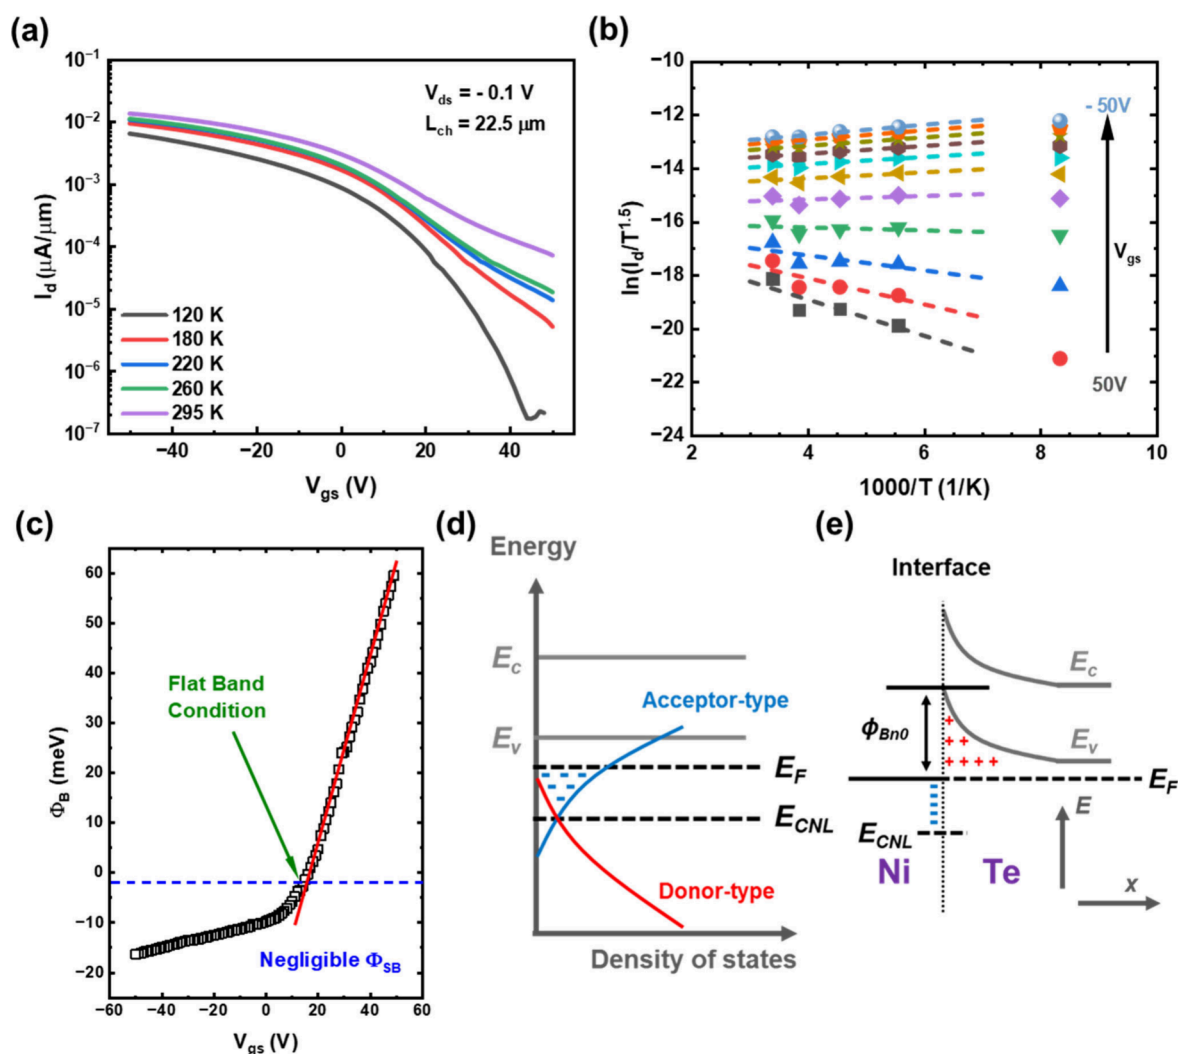 (a)
10⁻¹
10⁻²
10⁻³
10⁻⁴
10⁻⁵
10⁻⁶
10⁻⁷
I_d(μA/μm)
V_ds = - 0.1 V
L_ch = 22.5 μm
120 K
180 K
220 K
260 K
295 K
−40 −20 0 20 40
V_gs (V)
(b)
−10
−12
−14
−16
−18
−20
−22
−24
ln(I_d/T^1.5)
- 50V
V_gs
50V
2 4 6 8 10
1000/T (1/K)
(c)
60
50
40
30
20
10
0
−10
−20
Φ_B (meV)
Flat Band
Condition
Negligible Φ_SB
−60 −40 −20 0 20 40 60
V_gs (V)
(d)
Energy
E_c
Acceptor-type
E_v
E_F
E_CNL
Donor-type
Density of states
(e)
Interface
E_c
ϕ_Bn0
E_v
E_F
E_CNL
E
Ni Te
x